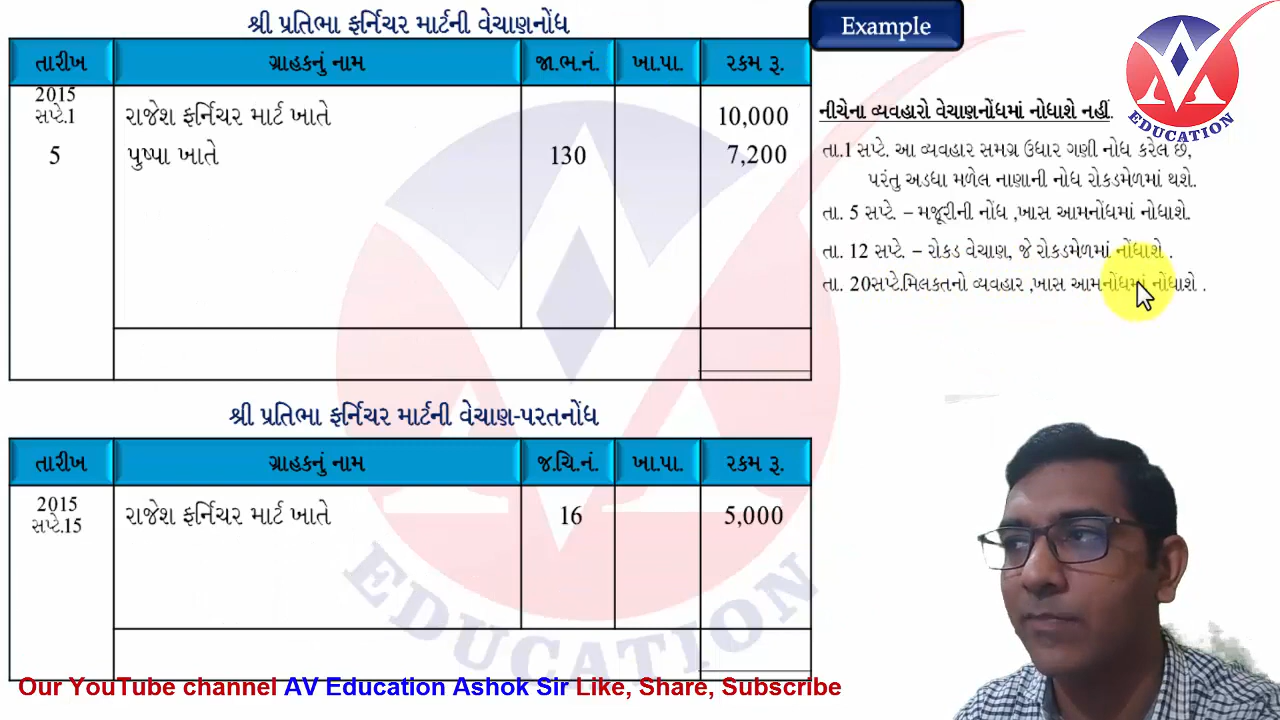 શ્રી પ્રતિભા ફર્નિચર માર્ટની વેચાણનોંધ
તારીખ ગ્રાહકનું નામ જા.ભ.નં. ખા.પા. રકમ રૂ.
2015
સપ્ટે.1 રાજેશ ફર્નિચર માર્ટ ખાતે 10,000
5 પુષ્પા ખાતે 130 7,200
Example
EDUCATION
નીચેના વ્યવહારો વેચાણનોંધમાં નોધાશે નહીં.
તા.1 સપ્ટે. આ વ્યવહાર સમગ્ર ઉધાર ગણી નોધ કરેલ છે,
પરંતુ અડધા મળેલ નાણાની નોધ રોકડમેળમાં થશે.
તા. 5 સપ્ટે. – મજૂરીની નોંધ ,ખાસ આમનોંધમાં નોધાશે.
તા. 12 સપ્ટે. – રોકડ વેચાણ, જે રોકડમેળમાં નોંધાશે .
તા. 20સપ્ટે.મિલકતનો વ્યવહાર ,ખાસ આમનોંધમાં નોંધાશે .
શ્રી પ્રતિભા ફર્નિચર માર્ટની વેચાણ-પરતનોંધ
તારીખ ગ્રાહકનું નામ જ.ચિ.નં. ખા.પા. રકમ રૂ.
2015
સપ્ટે.15 રાજેશ ફર્નિચર માર્ટ ખાતે 16 5,000
EDUCATION
Our YouTube channel AV Education Ashok Sir Like, Share, Subscribe